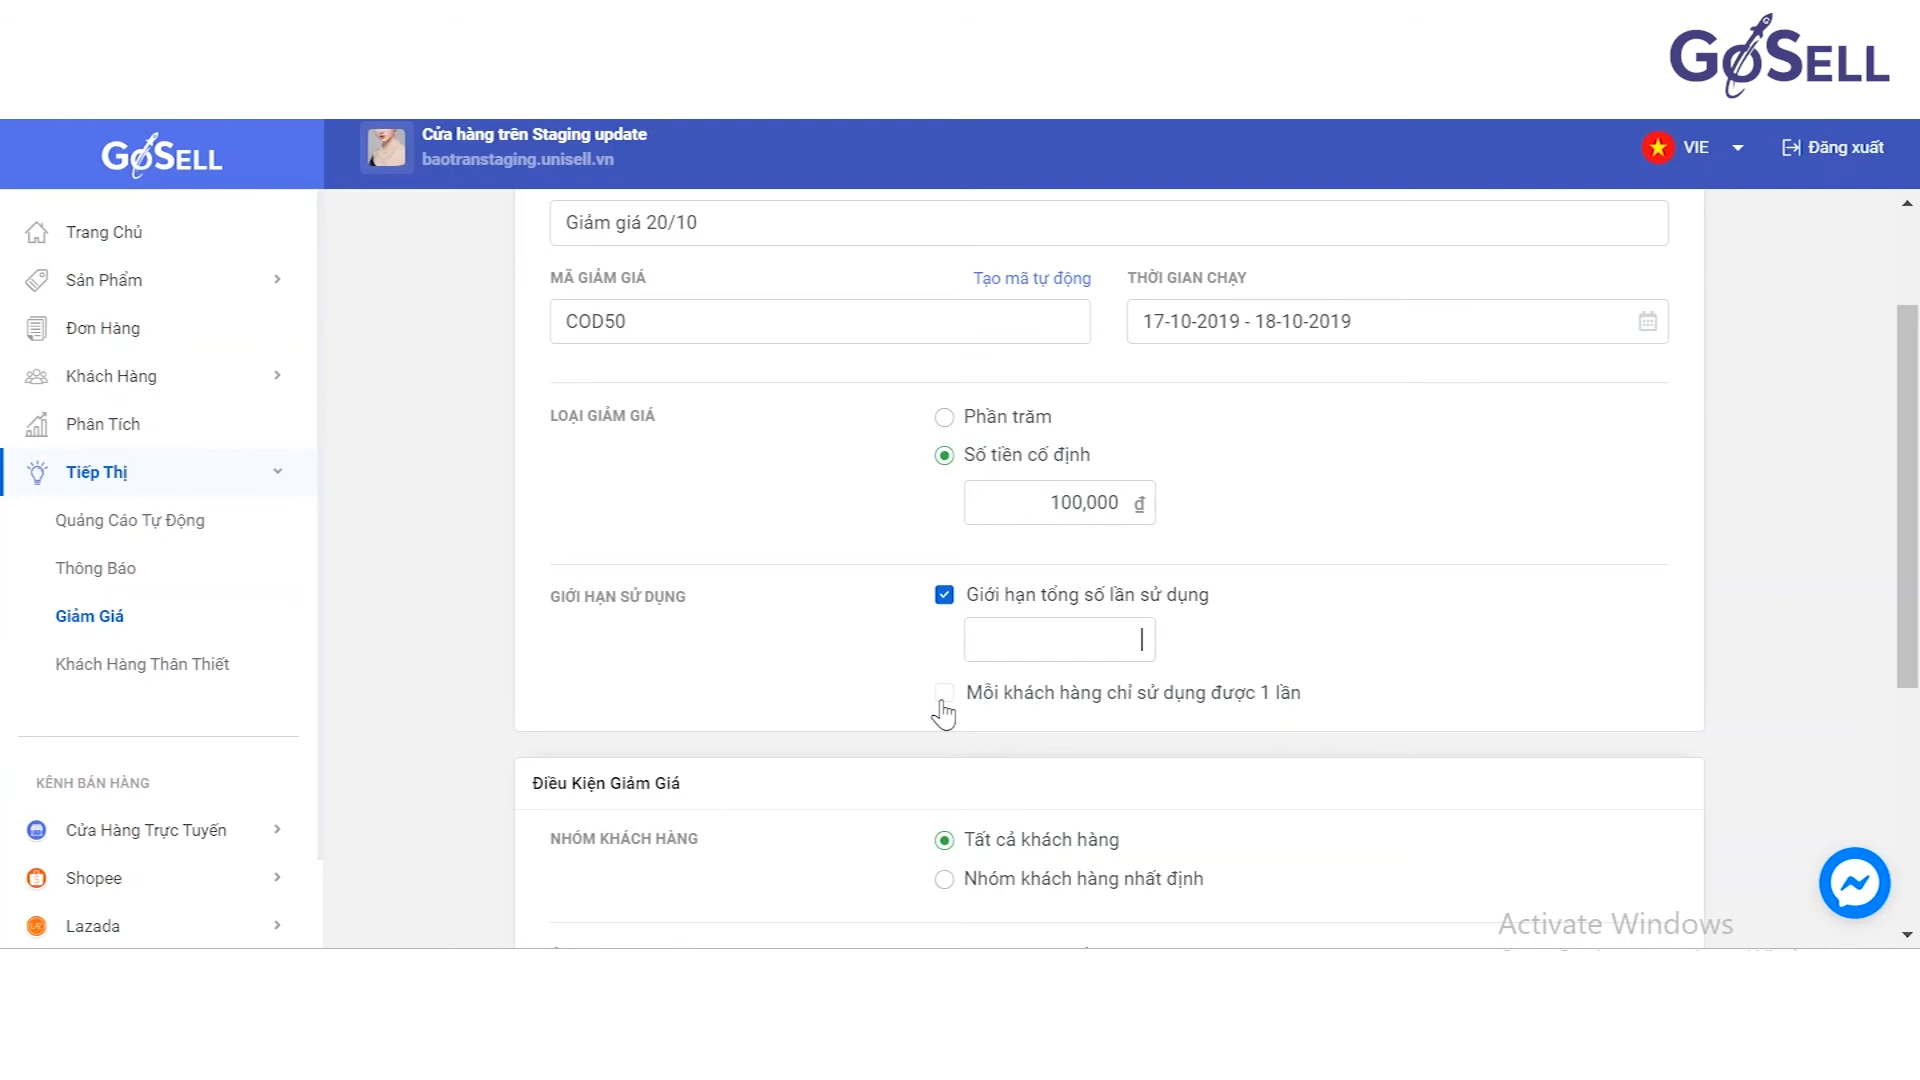 GoSELL
GoSELL
Cửa hàng trên Staging update
baotranstaging.unisell.vn
VIE
Đăng xuất
Trang Chủ
Sản Phẩm
Đơn Hàng
Khách Hàng
Phân Tích
Tiếp Thị
Quảng Cáo Tự Động
Thông Báo
Giảm Giá
Khách Hàng Thân Thiết
KÊNH BÁN HÀNG
Cửa Hàng Trực Tuyến
Shopee
Lazada
Giảm giá 20/10
MÃ GIẢM GIÁ
Tạo mã tự động
THỜI GIAN CHẠY
COD50
17-10-2019 - 18-10-2019
LOẠI GIẢM GIÁ
Phần trăm
Số tiền cố định
100,000 ₫
GIỚI HẠN SỬ DỤNG
Giới hạn tổng số lần sử dụng
Mỗi khách hàng chỉ sử dụng được 1 lần
Điều Kiện Giảm Giá
NHÓM KHÁCH HÀNG
Tất cả khách hàng
Nhóm khách hàng nhất định
Activate Windows